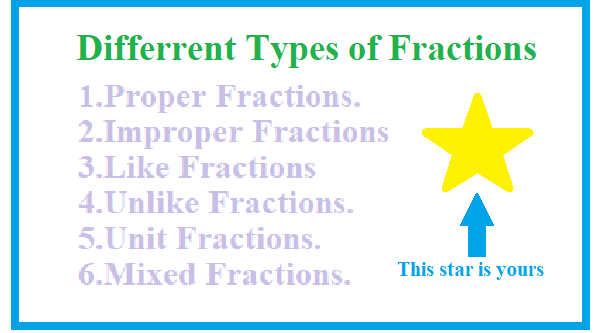 Differrent Types of Fractions
1.Proper Fractions.
2.Improper Fractions
3.Like Fractions
4.Unlike Fractions.
5.Unit Fractions.
6.Mixed Fractions.
This star is yours